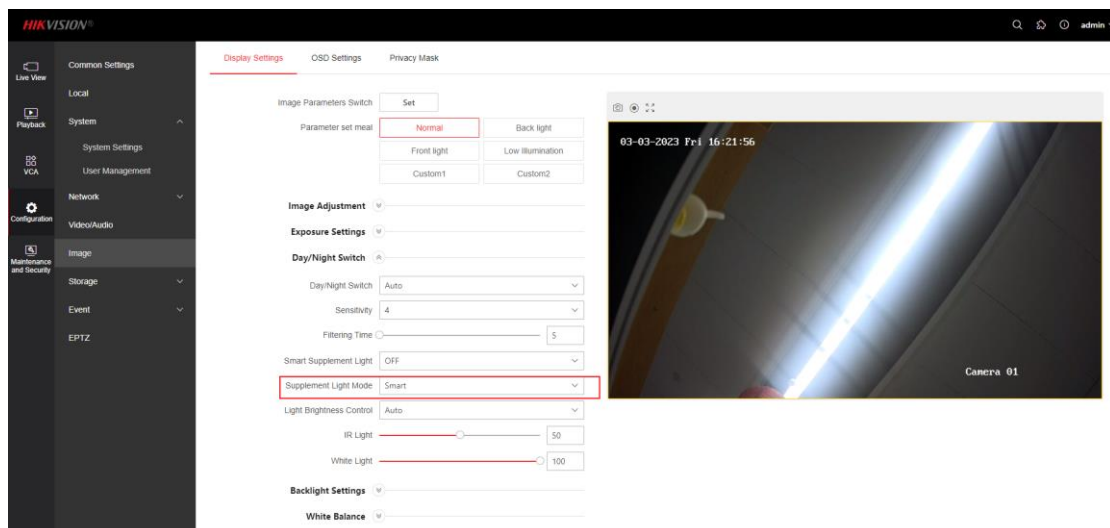 HIKVISION®
admin
Live View
Playback
VCA
Configuration
Maintenance
and Security
Common Settings
Local
System
System Settings
User Management
Network
Video/Audio
Image
Storage
Event
EPTZ
Display Settings OSD Settings Privacy Mask
Image Parameters Switch Set
Parameter set meal Normal Back light
Front light Low Illumination
Custom1 Custom2
Image Adjustment
Exposure Settings
Day/Night Switch
Day/Night Switch Auto
Sensitivity 4
Filtering Time 5
Smart Supplement Light OFF
Supplement Light Mode Smart
Light Brightness Control Auto
IR Light 50
White Light 100
Backlight Settings
White Balance
03-03-2023 Fri 16:21:56
Camera 01